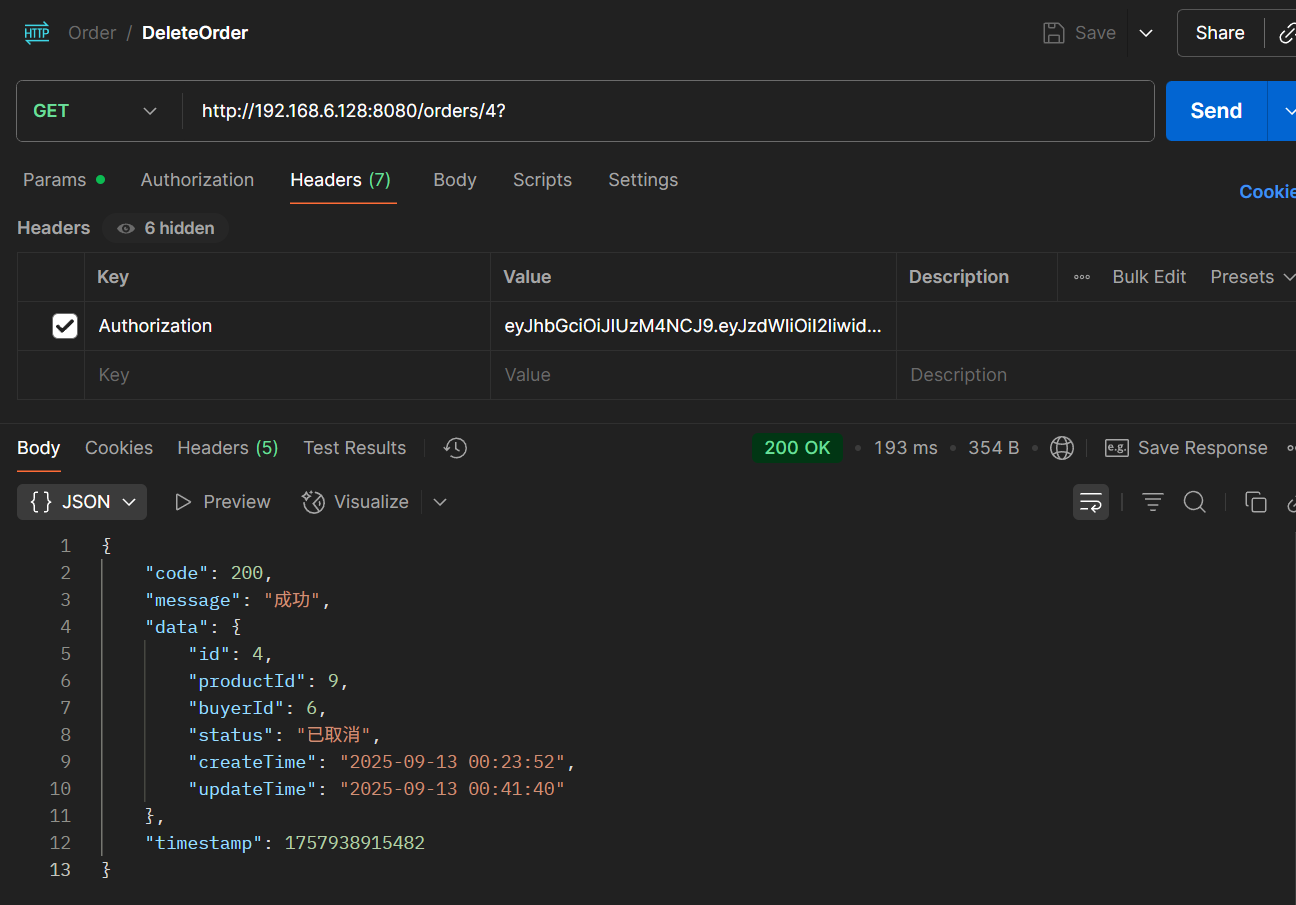 HTTP Order / DeleteOrder Save Share
GET http://192.168.6.128:8080/orders/4? Send
Params Authorization Headers (7) Body Scripts Settings
Cookie
Headers 6 hidden
Key Value Description Bulk Edit Presets
Authorization eyJhbGciOiJIUzM4NCJ9.eyJzdWIiOiI2Iiwid...
Key Value Description
Body Cookies Headers (5) Test Results 200 OK 193 ms 354 B e.g. Save Response
{} JSON Preview Visualize
1 {
2 "code": 200,
3 "message": "成功",
4 "data": {
5 "id": 4,
6 "productId": 9,
7 "buyerId": 6,
8 "status": "已取消",
9 "createTime": "2025-09-13 00:23:52",
10 "updateTime": "2025-09-13 00:41:40"
11 },
12 "timestamp": 1757938915482
13 }